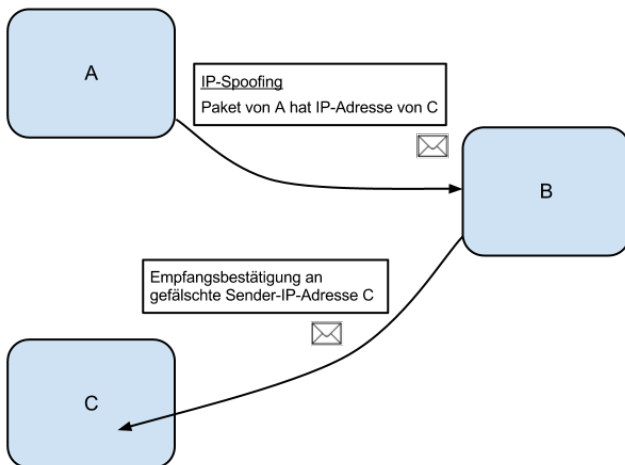 A
IP-Spoofing
Paket von A hat IP-Adresse von C
B
Empfangsbestätigung an
gefälschte Sender-IP-Adresse C
C